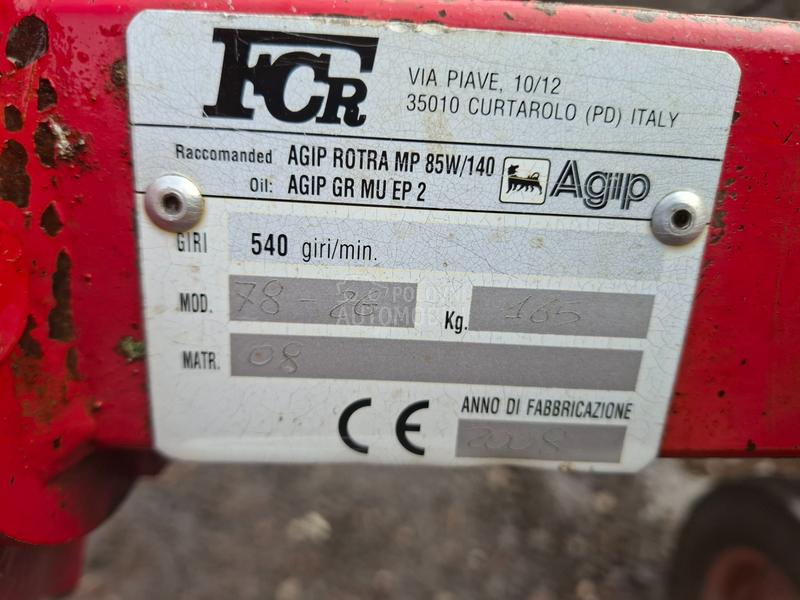 FCR
VIA PIAVE, 10/12
35010 CURTAROLO (PD) ITALY
Raccomanded AGIP ROTRA MP 85W/140
Oil: AGIP GR MU EP 2
Agip
GIRI 540 giri/min.
MOD. 78-26 Kg. 165
MATR. 08
CE
ANNO DI FABBRICAZIONE
2008